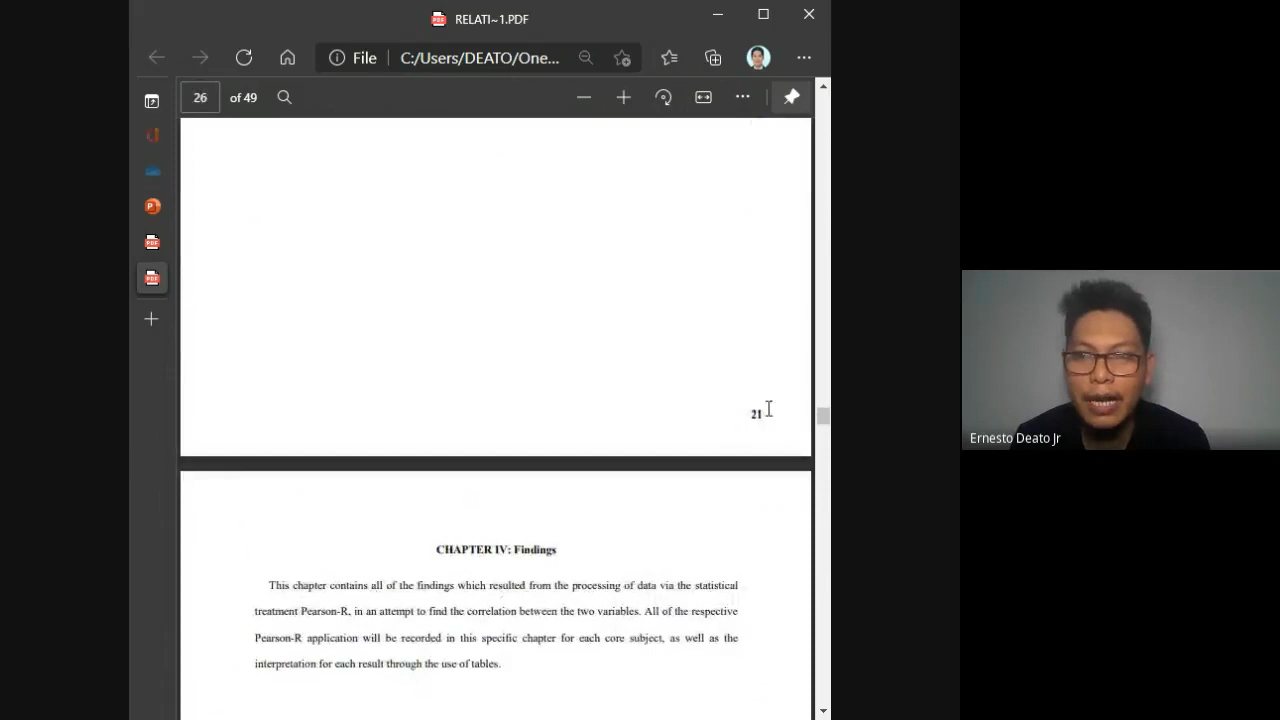 RELATI~1.PDF
File
C:/Users/DEATO/One...
26 of 49
21
CHAPTER IV: Findings
This chapter contains all of the findings which resulted from the processing of data via the statistical
treatment Pearson-R, in an attempt to find the correlation between the two variables. All of the respective
Pearson-R application will be recorded in this specific chapter for each core subject, as well as the
interpretation for each result through the use of tables.
Ernesto Deato Jr